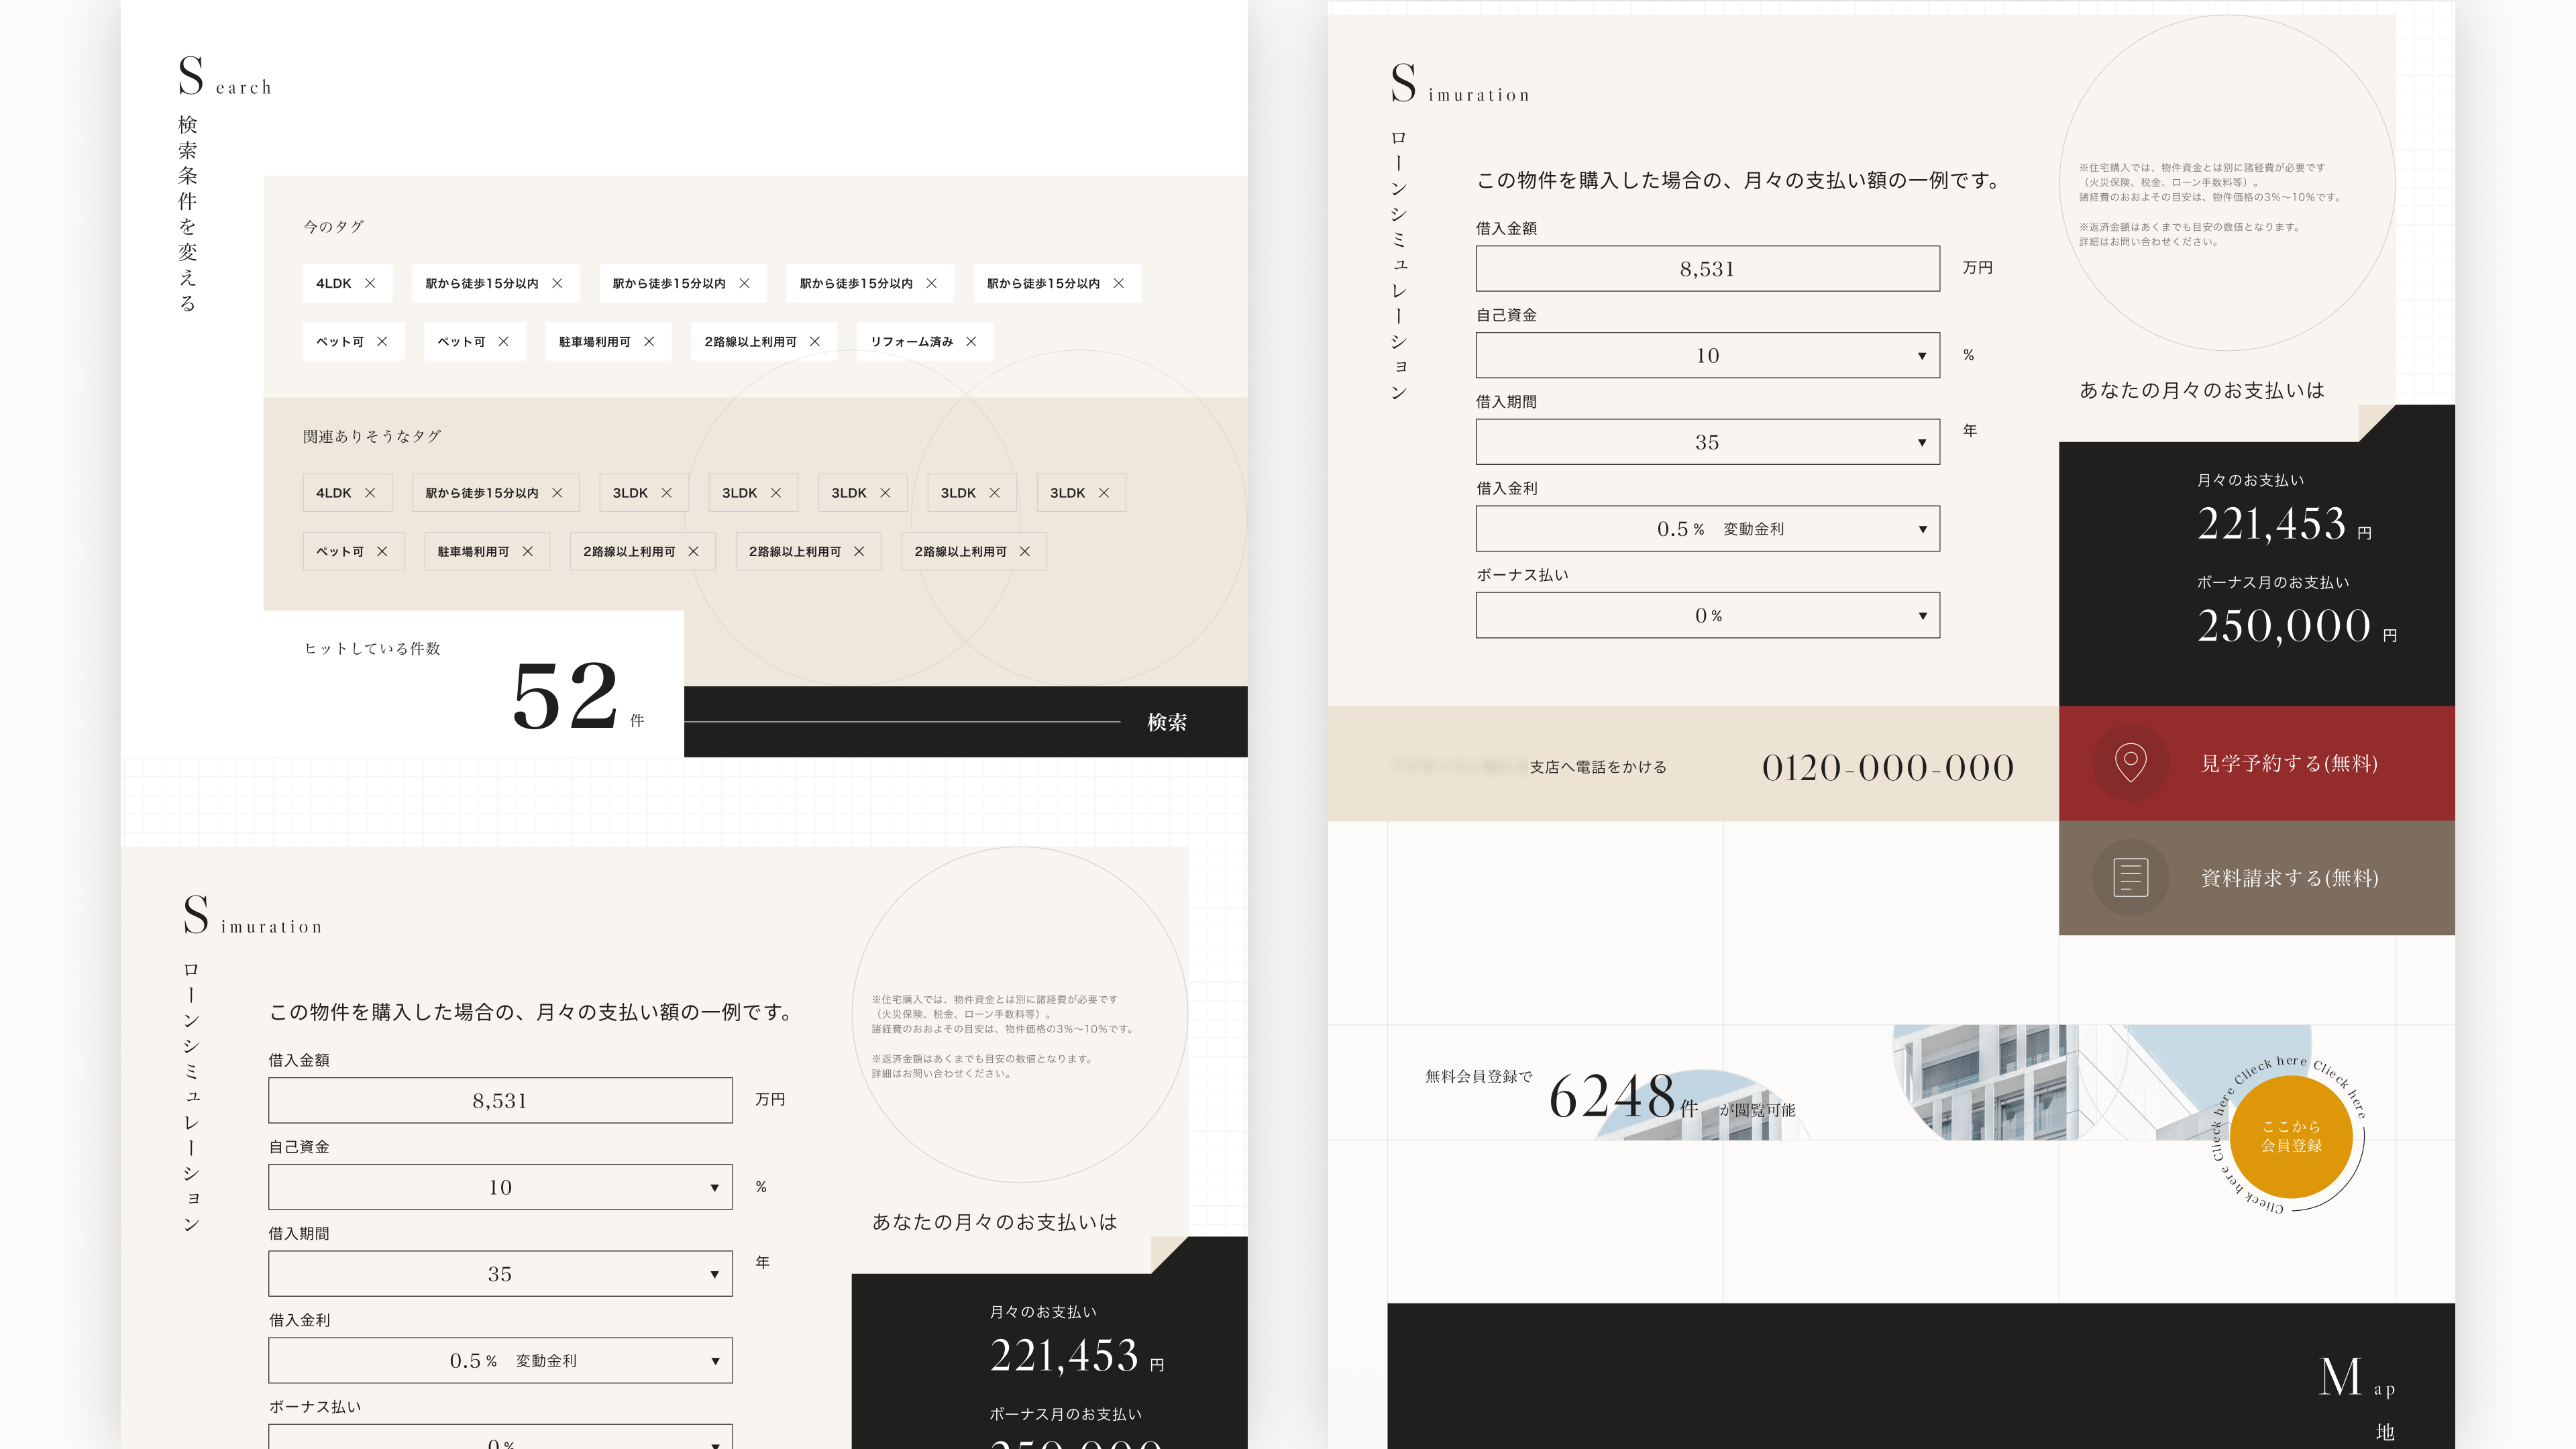 Search
検索条件を変える
今のタグ
4LDK × 駅から徒歩15分以内 × 駅から徒歩15分以内 × 駅から徒歩15分以内 × 駅から徒歩15分以内 ×
ペット可 × ペット可 × 駐車場利用可 × 2路線以上利用可 × リフォーム済み ×
関連ありそうなタグ
4LDK × 駅から徒歩15分以内 × 3LDK × 3LDK × 3LDK × 3LDK × 3LDK ×
ペット可 × 駐車場利用可 × 2路線以上利用可 × 2路線以上利用可 × 2路線以上利用可 ×
ヒットしている件数
52 件
検索
Simuration
ローンシミュレーション
この物件を購入した場合の、月々の支払い額の一例です。
借入金額
8,531 万円
自己資金
10 ▼ %
借入期間
35 ▼ 年
借入金利
0.5 % 変動金利 ▼
ボーナス払い
0 % ▼
※住宅購入では、物件資金とは別に諸経費が必要です
（火災保険、税金、ローン手数料等）。
諸経費のおおよその目安は、物件価格の3%～10%です。
※返済金額はあくまでも目安の数値となります。
詳細はお問い合わせください。
あなたの月々のお支払いは
月々のお支払い
221,453 円
ボーナス月のお支払い
250,000
Simuration
ローンシミュレーション
この物件を購入した場合の、月々の支払い額の一例です。
借入金額
8,531 万円
自己資金
10 ▼ %
借入期間
35 ▼ 年
借入金利
0.5 % 変動金利 ▼
ボーナス払い
0 % ▼
※住宅購入では、物件資金とは別に諸経費が必要です
（火災保険、税金、ローン手数料等）。
諸経費のおおよその目安は、物件価格の3%～10%です。
※返済金額はあくまでも目安の数値となります。
詳細はお問い合わせください。
あなたの月々のお支払いは
月々のお支払い
221,453 円
ボーナス月のお支払い
250,000 円
支店へ電話をかける 0120-000-000
見学予約する(無料)
資料請求する(無料)
無料会員登録で 6248件 が閲覧可能
Clieck here Clieck here Clieck here Clieck here
ここから
会員登録
Map
地